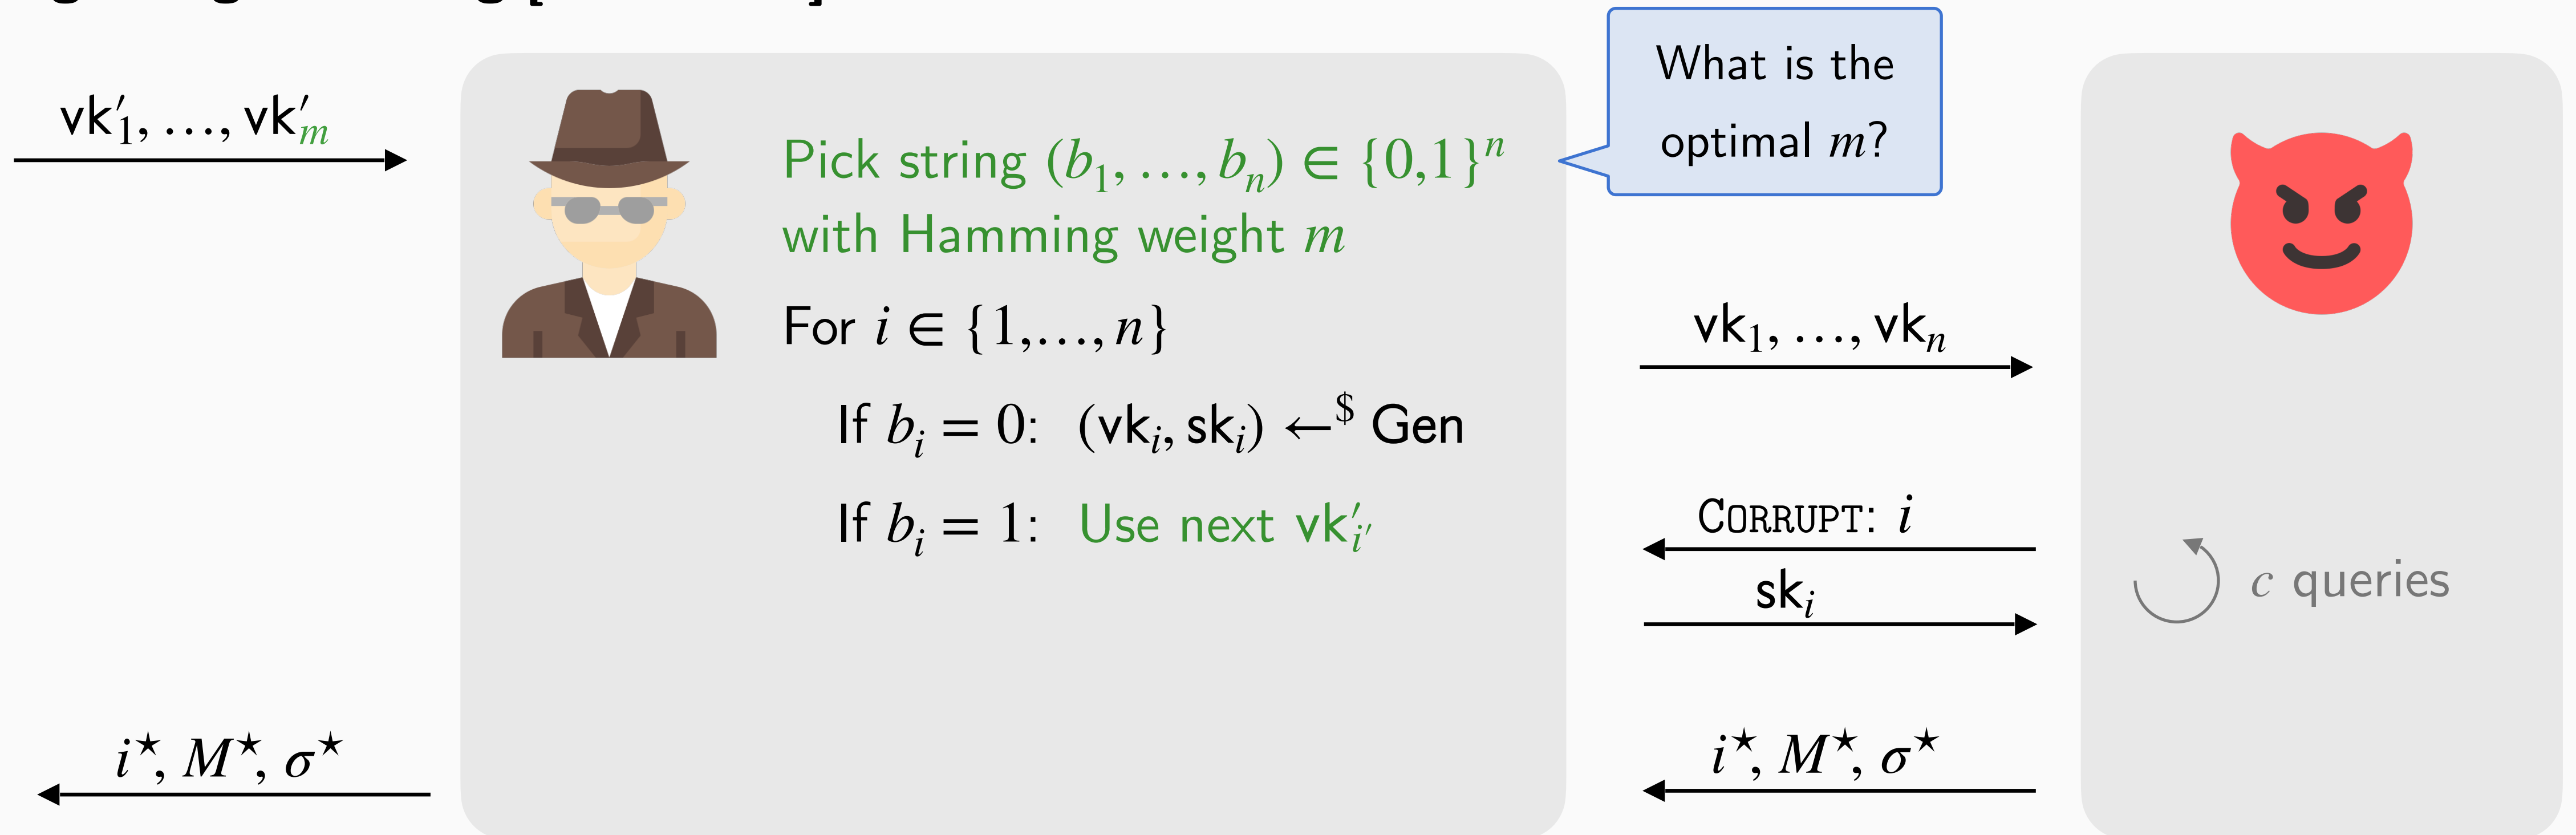 What is the
optimal m?
vk′₁, …, vk′ₘ
Pick string (b₁, …, bₙ) ∈ {0,1}ⁿ
with Hamming weight m
For i ∈ {1,…, n}
If bᵢ = 0: (vkᵢ, skᵢ) ←$ Gen
If bᵢ = 1: Use next vk′ᵢ′
vk₁, …, vkₙ
CORRUPT: i
skᵢ
c queries
i⋆, M⋆, σ⋆
i⋆, M⋆, σ⋆